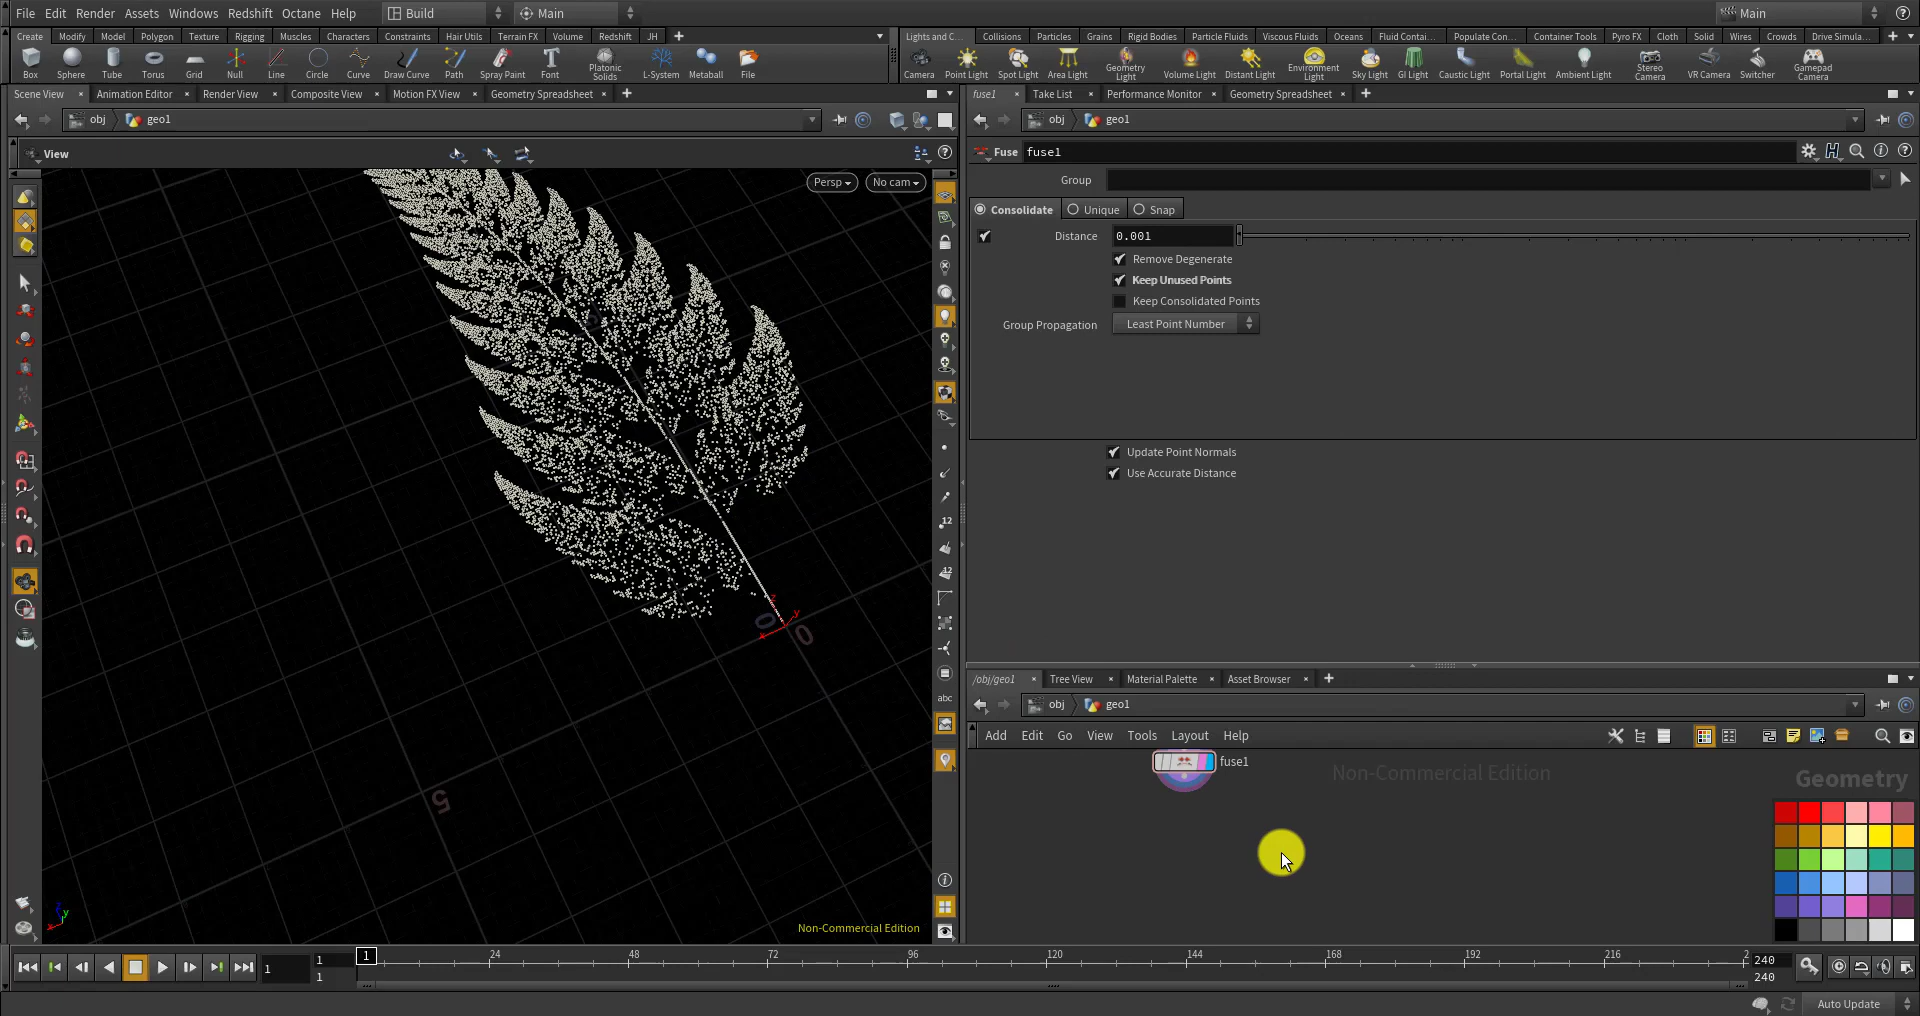 File Edit Render Assets Windows Redshift Octane Help Build Main Main
Create Modify Model Polygon Texture Rigging Muscles Characters Constraints Hair Utils Terrain FX Volume Redshift JH
Lights and C... Collisions Particles Grains Rigid Bodies Particle Fluids Viscous Fluids Oceans Fluid Contai... Populate Con... Container Tools Pyro FX Cloth Solid Wires Crowds Drive Simula...
Box Sphere Tube Torus Grid Null Line Circle Curve Draw Curve Path Spray Paint Font Platonic Solids L-System Metaball File
Camera Point Light Spot Light Area Light Geometry Light Volume Light Distant Light Environment Light Sky Light GI Light Caustic Light Portal Light Ambient Light Stereo Camera VR Camera Switcher Gamepad Camera
Scene View Animation Editor Render View Composite View Motion FX View Geometry Spreadsheet
fuse1 Take List Performance Monitor Geometry Spreadsheet
obj geo1
obj geo1
View
Fuse fuse1
Persp No cam
Group
Consolidate Unique Snap
Distance 0.001
Remove Degenerate
Keep Unused Points
Keep Consolidated Points
Group Propagation Least Point Number
Update Point Normals
Use Accurate Distance
12
12
abc
z
y
x
0
0
5
z
y
x
Non-Commercial Edition
/obj/geo1 Tree View Material Palette Asset Browser
obj geo1
Add Edit Go View Tools Layout Help
fuse1
Non-Commercial Edition
Geometry
1 1 1 1 24 48 72 96 120 144 168 192 216 2 240
240
Auto Update